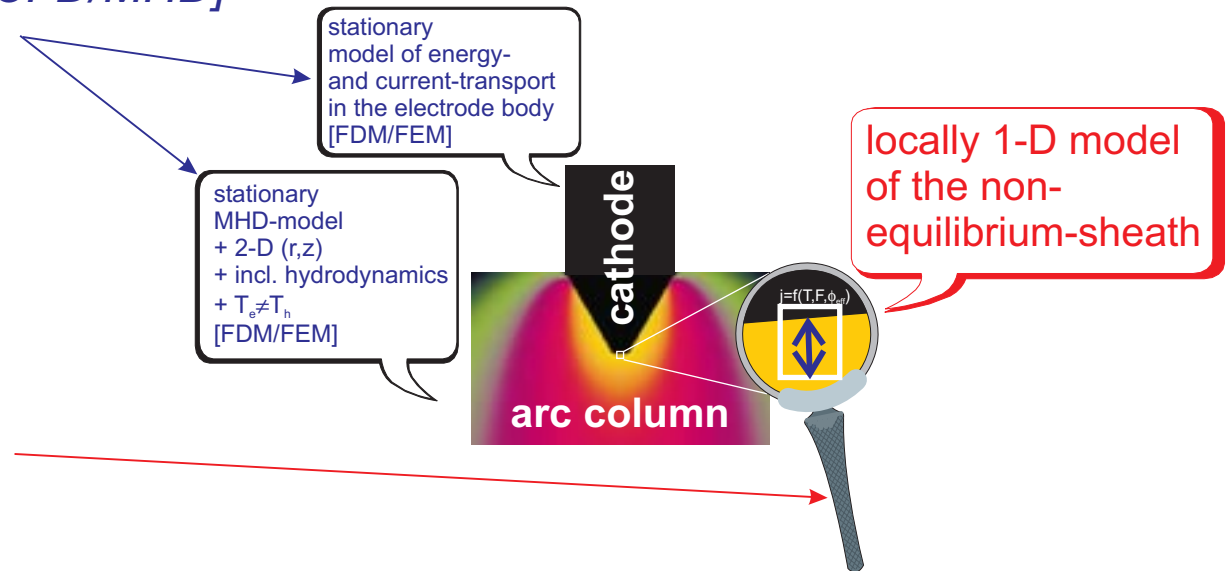 stationary
model of energy-
and current-transport
in the electrode body
[FDM/FEM]
stationary
MHD-model
+ 2-D (r,z)
+ incl. hydrodynamics
+ Tₑ≠Tₕ
[FDM/FEM]
cathode
arc column
j=f(T,F,ϕeff)
locally 1-D model
of the non-
equilibrium-sheath